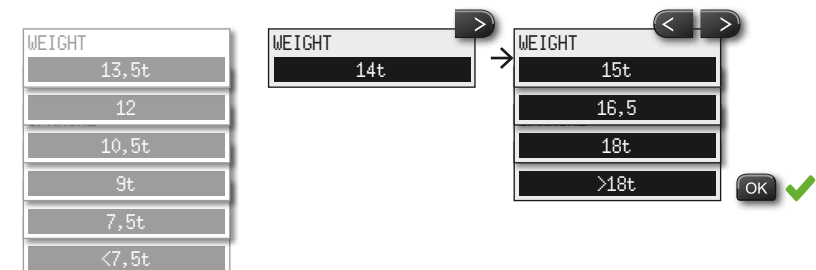 WEIGHT
13,5t
12
10,5t
9t
7,5t
<7,5t
>
WEIGHT
14t
< >
WEIGHT
15t
16,5
18t
>18t
OK